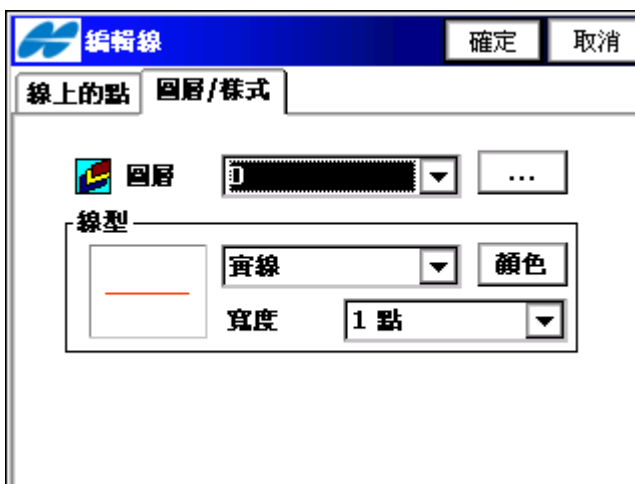 編輯線 確定 取消
線上的點 圖層/樣式
圖層 ...
線型
實線 顏色
寬度 1 點